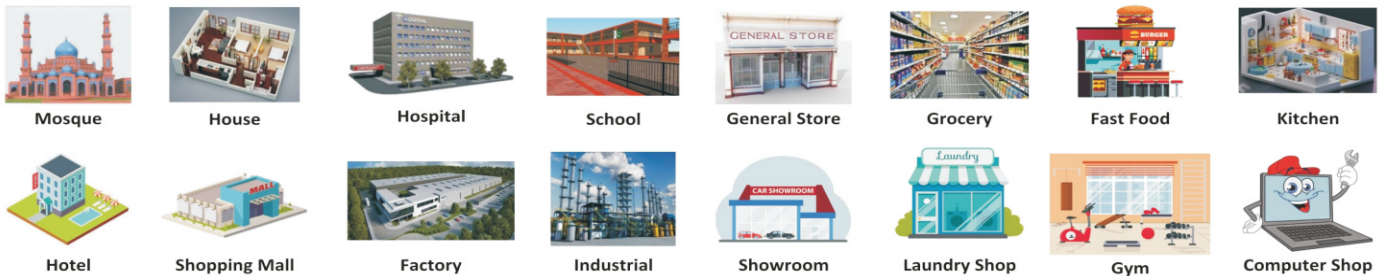 HOSPITAL
GENERAL STORE
BURGER
Mosque
House
Hospital
School
General Store
Grocery
Fast Food
Kitchen
MALL
CAR SHOWROOM
Laundry
Hotel
Shopping Mall
Factory
Industrial
Showroom
Laundry Shop
Gym
Computer Shop